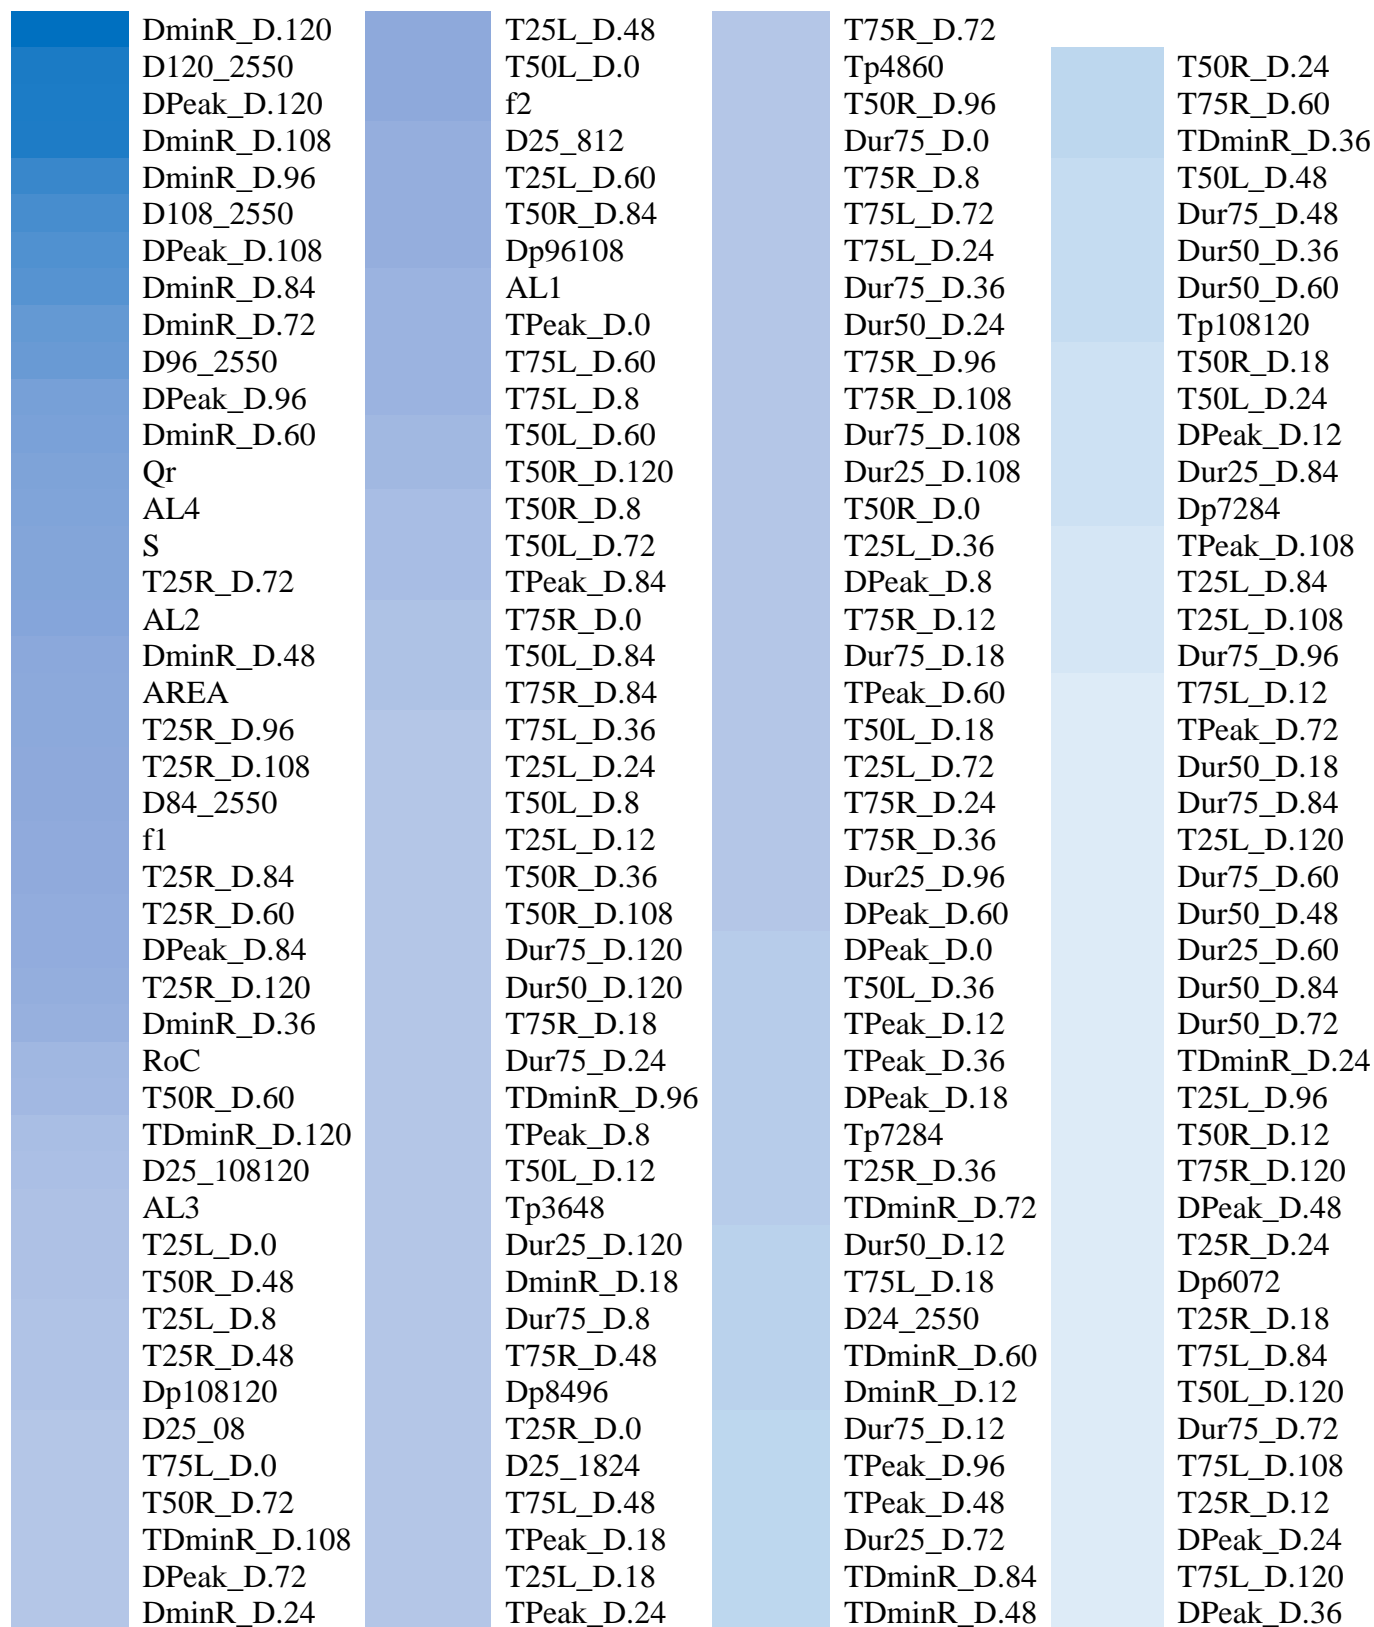 DminR_D.120
D120_2550
DPeak_D.120
DminR_D.108
DminR_D.96
D108_2550
DPeak_D.108
DminR_D.84
DminR_D.72
D96_2550
DPeak_D.96
DminR_D.60
Qr
AL4
S
T25R_D.72
AL2
DminR_D.48
AREA
T25R_D.96
T25R_D.108
D84_2550
f1
T25R_D.84
T25R_D.60
DPeak_D.84
T25R_D.120
DminR_D.36
RoC
T50R_D.60
TDminR_D.120
D25_108120
AL3
T25L_D.0
T50R_D.48
T25L_D.8
T25R_D.48
Dp108120
D25_08
T75L_D.0
T50R_D.72
TDminR_D.108
DPeak_D.72
DminR_D.24
T25L_D.48
T50L_D.0
f2
D25_812
T25L_D.60
T50R_D.84
Dp96108
AL1
TPeak_D.0
T75L_D.60
T75L_D.8
T50L_D.60
T50R_D.120
T50R_D.8
T50L_D.72
TPeak_D.84
T75R_D.0
T50L_D.84
T75R_D.84
T75L_D.36
T25L_D.24
T50L_D.8
T25L_D.12
T50R_D.36
T50R_D.108
Dur75_D.120
Dur50_D.120
T75R_D.18
Dur75_D.24
TDminR_D.96
TPeak_D.8
T50L_D.12
Tp3648
Dur25_D.120
DminR_D.18
Dur75_D.8
T75R_D.48
Dp8496
T25R_D.0
D25_1824
T75L_D.48
TPeak_D.18
T25L_D.18
TPeak_D.24
T75R_D.72
Tp4860
T50R_D.96
Dur75_D.0
T75R_D.8
T75L_D.72
T75L_D.24
Dur75_D.36
Dur50_D.24
T75R_D.96
T75R_D.108
Dur75_D.108
Dur25_D.108
T50R_D.0
T25L_D.36
DPeak_D.8
T75R_D.12
Dur75_D.18
TPeak_D.60
T50L_D.18
T25L_D.72
T75R_D.24
T75R_D.36
Dur25_D.96
DPeak_D.60
DPeak_D.0
T50L_D.36
TPeak_D.12
TPeak_D.36
DPeak_D.18
Tp7284
T25R_D.36
TDminR_D.72
Dur50_D.12
T75L_D.18
D24_2550
TDminR_D.60
DminR_D.12
Dur75_D.12
TPeak_D.96
TPeak_D.48
Dur25_D.72
TDminR_D.84
TDminR_D.48
T50R_D.24
T75R_D.60
TDminR_D.36
T50L_D.48
Dur75_D.48
Dur50_D.36
Dur50_D.60
Tp108120
T50R_D.18
T50L_D.24
DPeak_D.12
Dur25_D.84
Dp7284
TPeak_D.108
T25L_D.84
T25L_D.108
Dur75_D.96
T75L_D.12
TPeak_D.72
Dur50_D.18
Dur75_D.84
T25L_D.120
Dur75_D.60
Dur50_D.48
Dur25_D.60
Dur50_D.84
Dur50_D.72
TDminR_D.24
T25L_D.96
T50R_D.12
T75R_D.120
DPeak_D.48
T25R_D.24
Dp6072
T25R_D.18
T75L_D.84
T50L_D.120
Dur75_D.72
T75L_D.108
T25R_D.12
DPeak_D.24
T75L_D.120
DPeak_D.36